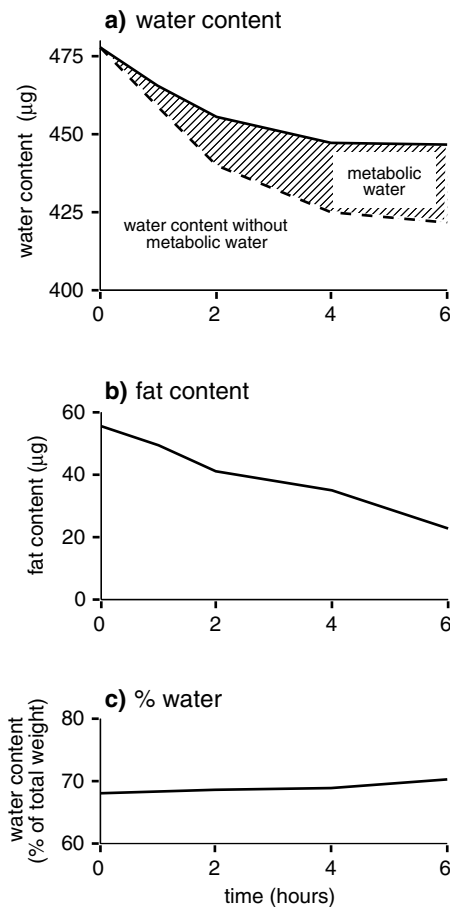 a) water content
water content (µg)
475
450
425
400
metabolic
water
water content without
metabolic water
0 2 4 6
b) fat content
fat content (µg)
60
40
20
0
0 2 4 6
c) % water
water content
(% of total weight)
80
70
60
0 2 4 6
time (hours)